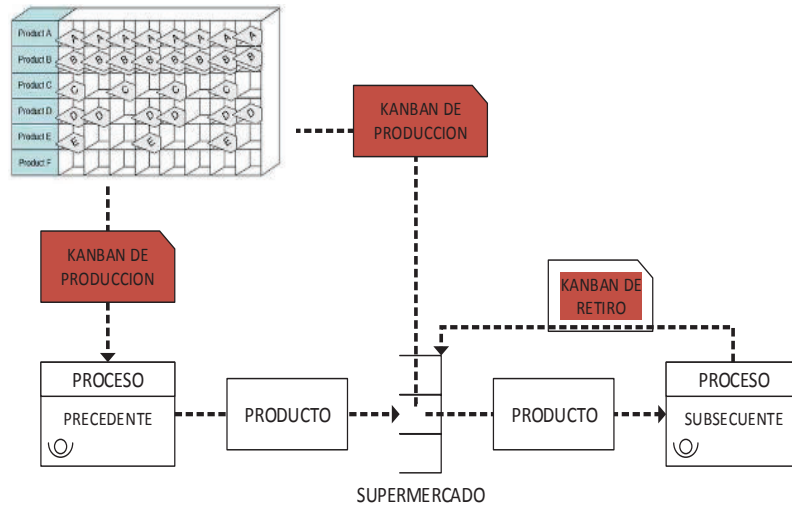 Product A A A A A A A A A
Product B B B B B B B B B
Product C C C C C
Product D D D D D D D
Product E E E E
Product F
KANBAN DE
PRODUCCION
KANBAN DE
PRODUCCION
KANBAN DE
RETIRO
PROCESO
PRECEDENTE
PRODUCTO
PRODUCTO
PROCESO
SUBSECUENTE
SUPERMERCADO